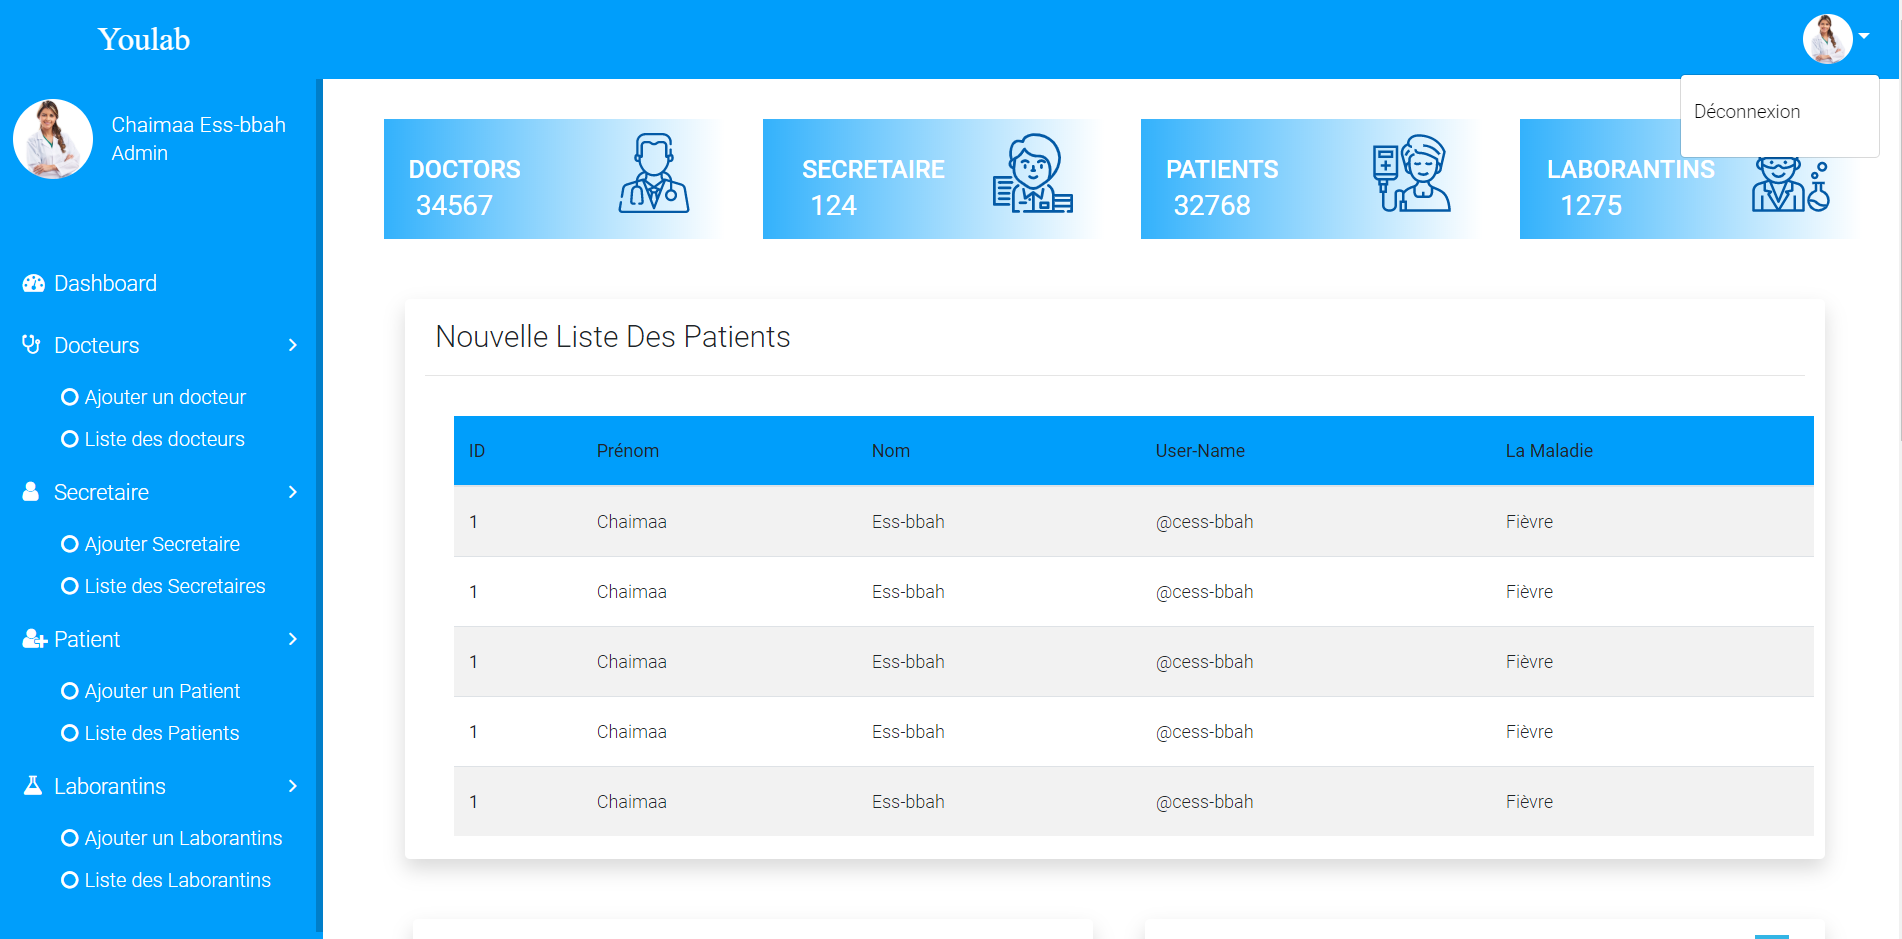 Youlab
Chaimaa Ess-bbah
Admin
Déconnexion
DOCTORS
34567
SECRETAIRE
124
PATIENTS
32768
LABORANTINS
1275
Dashboard
Docteurs
Ajouter un docteur
Liste des docteurs
Secretaire
Ajouter Secretaire
Liste des Secretaires
Patient
Ajouter un Patient
Liste des Patients
Laborantins
Ajouter un Laborantins
Liste des Laborantins
Nouvelle Liste Des Patients
ID Prénom Nom User-Name La Maladie
1 Chaimaa Ess-bbah @cess-bbah Fièvre
1 Chaimaa Ess-bbah @cess-bbah Fièvre
1 Chaimaa Ess-bbah @cess-bbah Fièvre
1 Chaimaa Ess-bbah @cess-bbah Fièvre
1 Chaimaa Ess-bbah @cess-bbah Fièvre